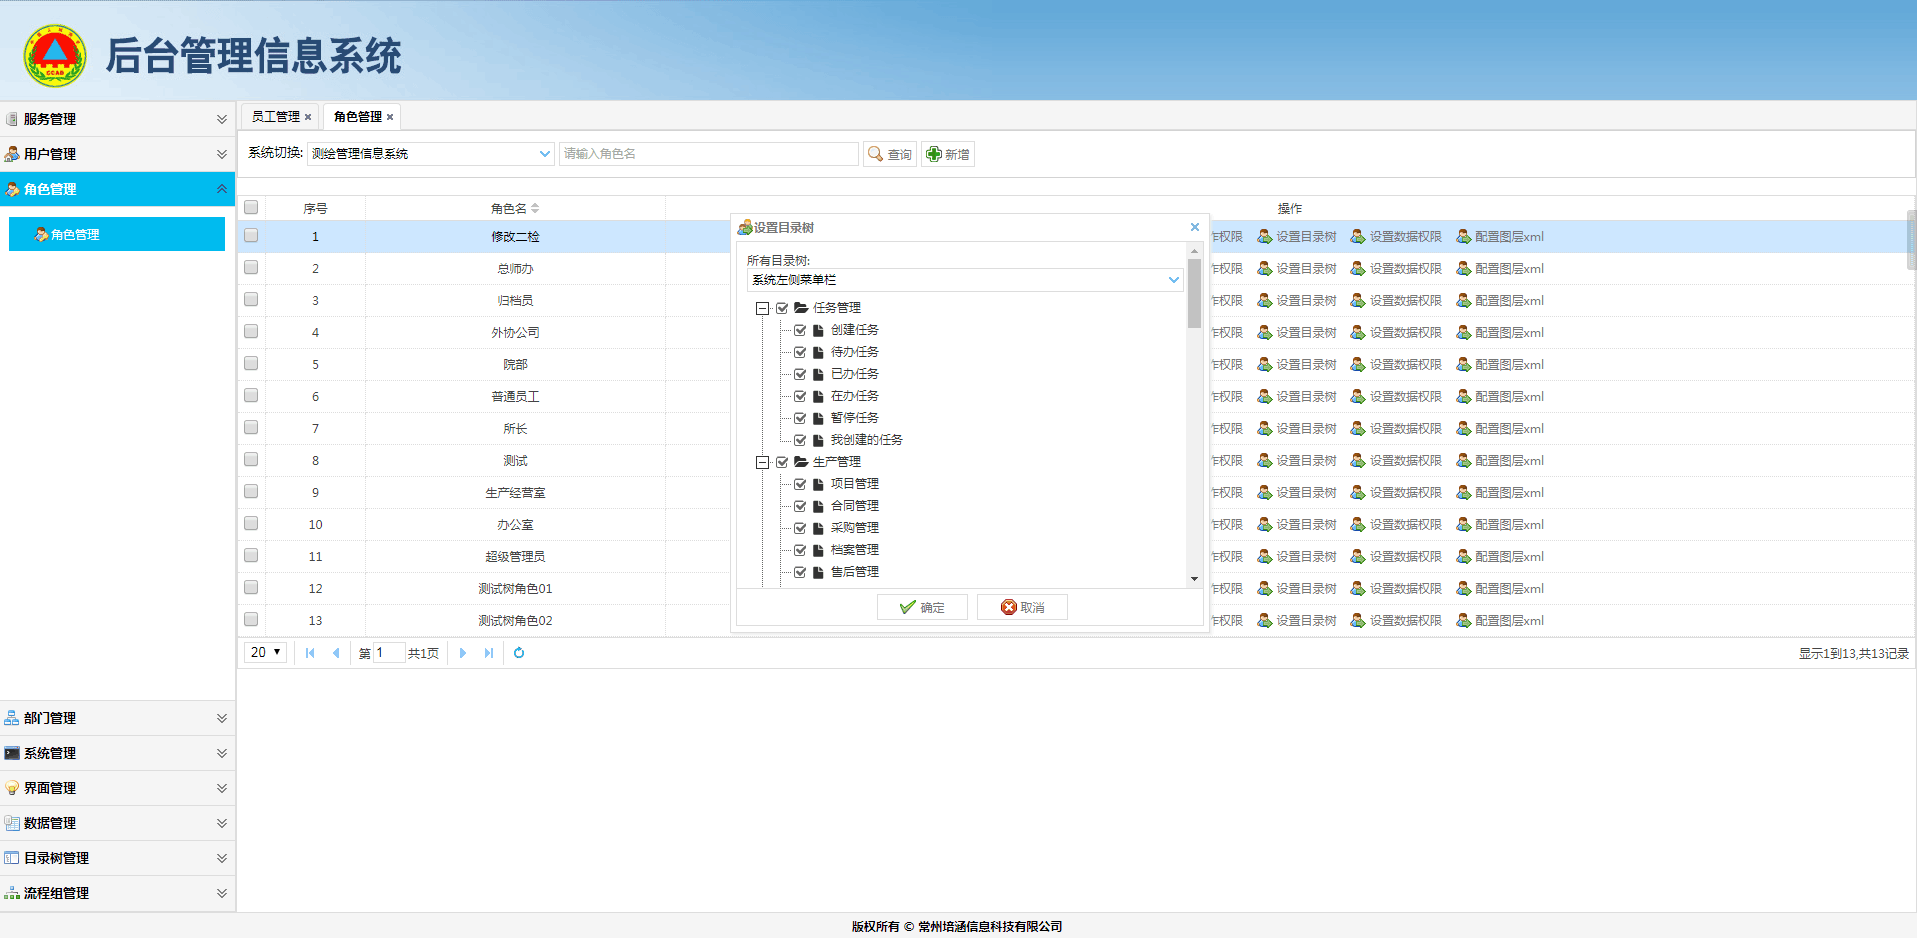 后台管理信息系统
GCAD
服务管理
用户管理
角色管理
角色管理
部门管理
系统管理
界面管理
数据管理
目录树管理
流程组管理
员工管理 × 角色管理 ×
系统切换: 测绘管理信息系统 请输入角色名 查询 新增
序号 角色名 操作
1 修改二检 作权限 设置目录树 设置数据权限 配置图层xml
2 总师办 作权限 设置目录树 设置数据权限 配置图层xml
3 归档员 作权限 设置目录树 设置数据权限 配置图层xml
4 外协公司 作权限 设置目录树 设置数据权限 配置图层xml
5 院部 作权限 设置目录树 设置数据权限 配置图层xml
6 普通员工 作权限 设置目录树 设置数据权限 配置图层xml
7 所长 作权限 设置目录树 设置数据权限 配置图层xml
8 测试 作权限 设置目录树 设置数据权限 配置图层xml
9 生产经营室 作权限 设置目录树 设置数据权限 配置图层xml
10 办公室 作权限 设置目录树 设置数据权限 配置图层xml
11 超级管理员 作权限 设置目录树 设置数据权限 配置图层xml
12 测试树角色01 作权限 设置目录树 设置数据权限 配置图层xml
13 测试树角色02 作权限 设置目录树 设置数据权限 配置图层xml
设置目录树 ×
所有目录树:
系统左侧菜单栏
任务管理
创建任务
待办任务
已办任务
在办任务
暂停任务
我创建的任务
生产管理
项目管理
合同管理
采购管理
档案管理
售后管理
确定 取消
20 第 1 共1页 显示1到13,共13记录
版权所有 © 常州培涵信息科技有限公司